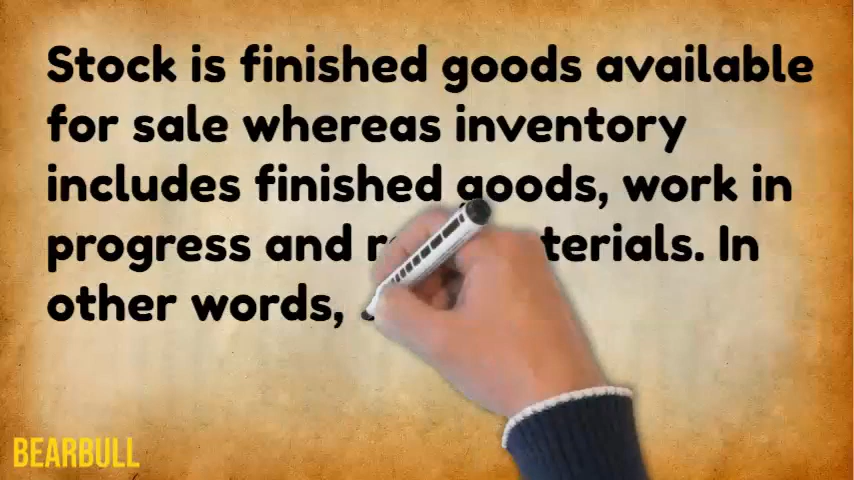 Stock is finished goods available
for sale whereas inventory
includes finished goods, work in
progress and terials. In
other words,
BEARBULL